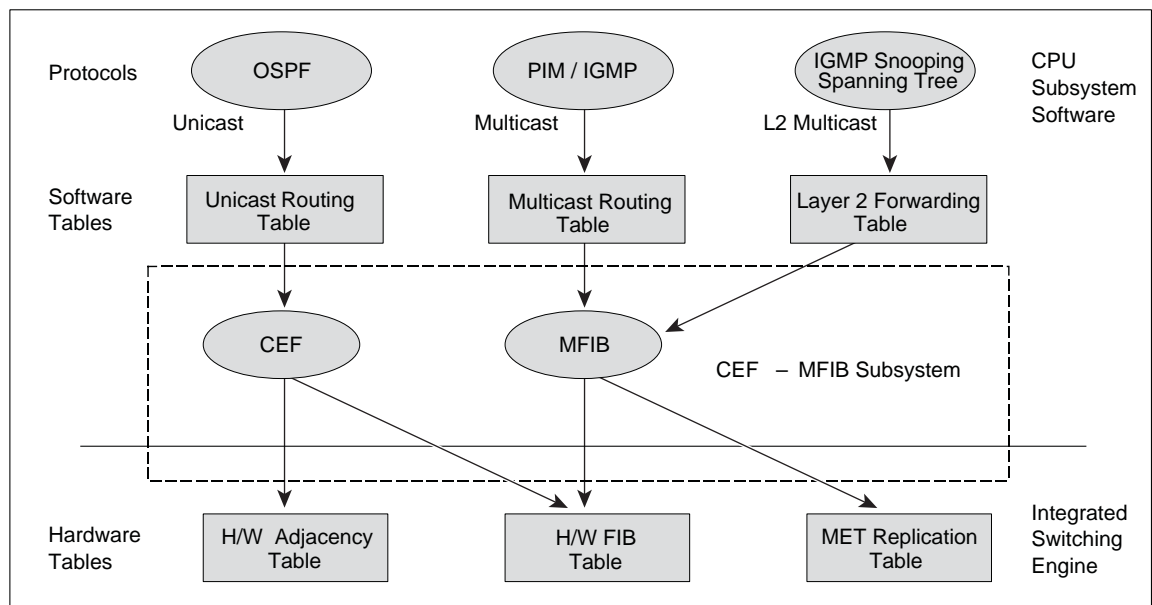 Protocols
OSPF
PIM / IGMP
IGMP Snooping
Spanning Tree
CPU
Subsystem
Software
Unicast
Multicast
L2 Multicast
Software
Tables
Unicast Routing
Table
Multicast Routing
Table
Layer 2 Forwarding
Table
CEF
MFIB
CEF – MFIB Subsystem
Hardware
Tables
H/W Adjacency
Table
H/W FIB
Table
MET Replication
Table
Integrated
Switching
Engine